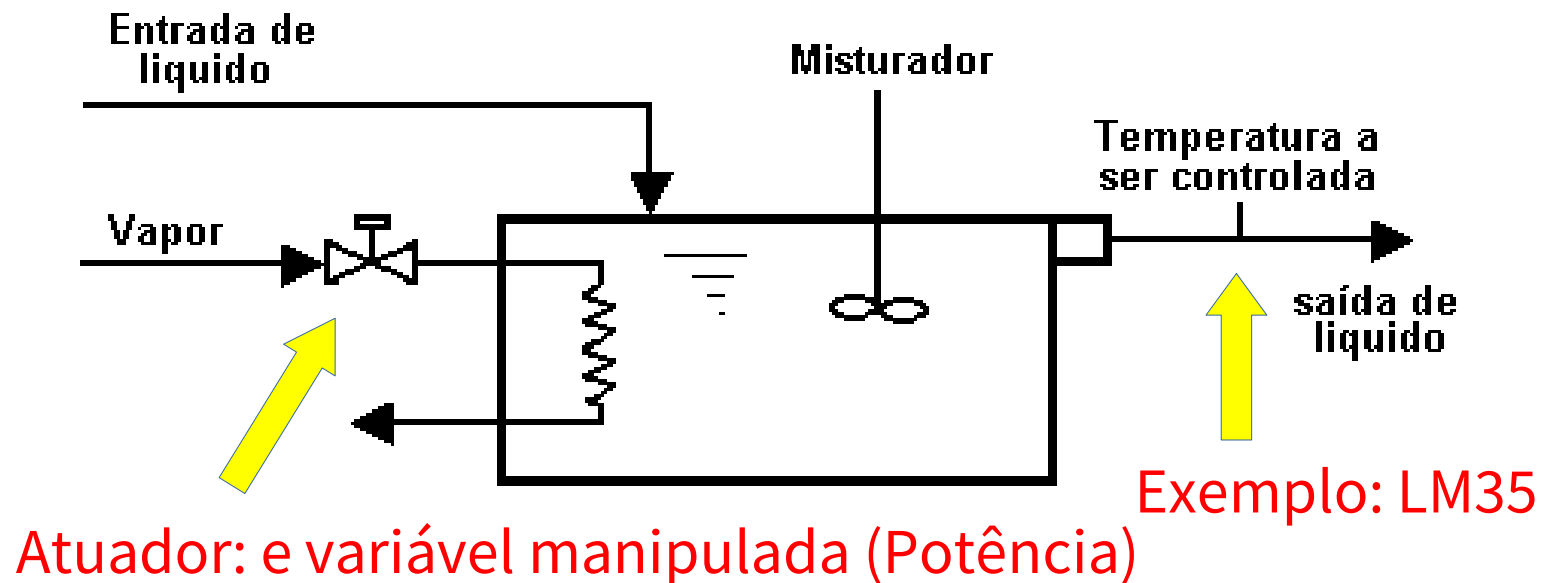 Entrada de
liquido
Misturador
Temperatura a
ser controlada
Vapor
saída de
liquido
Exemplo: LM35
Atuador: e variável manipulada (Potência)